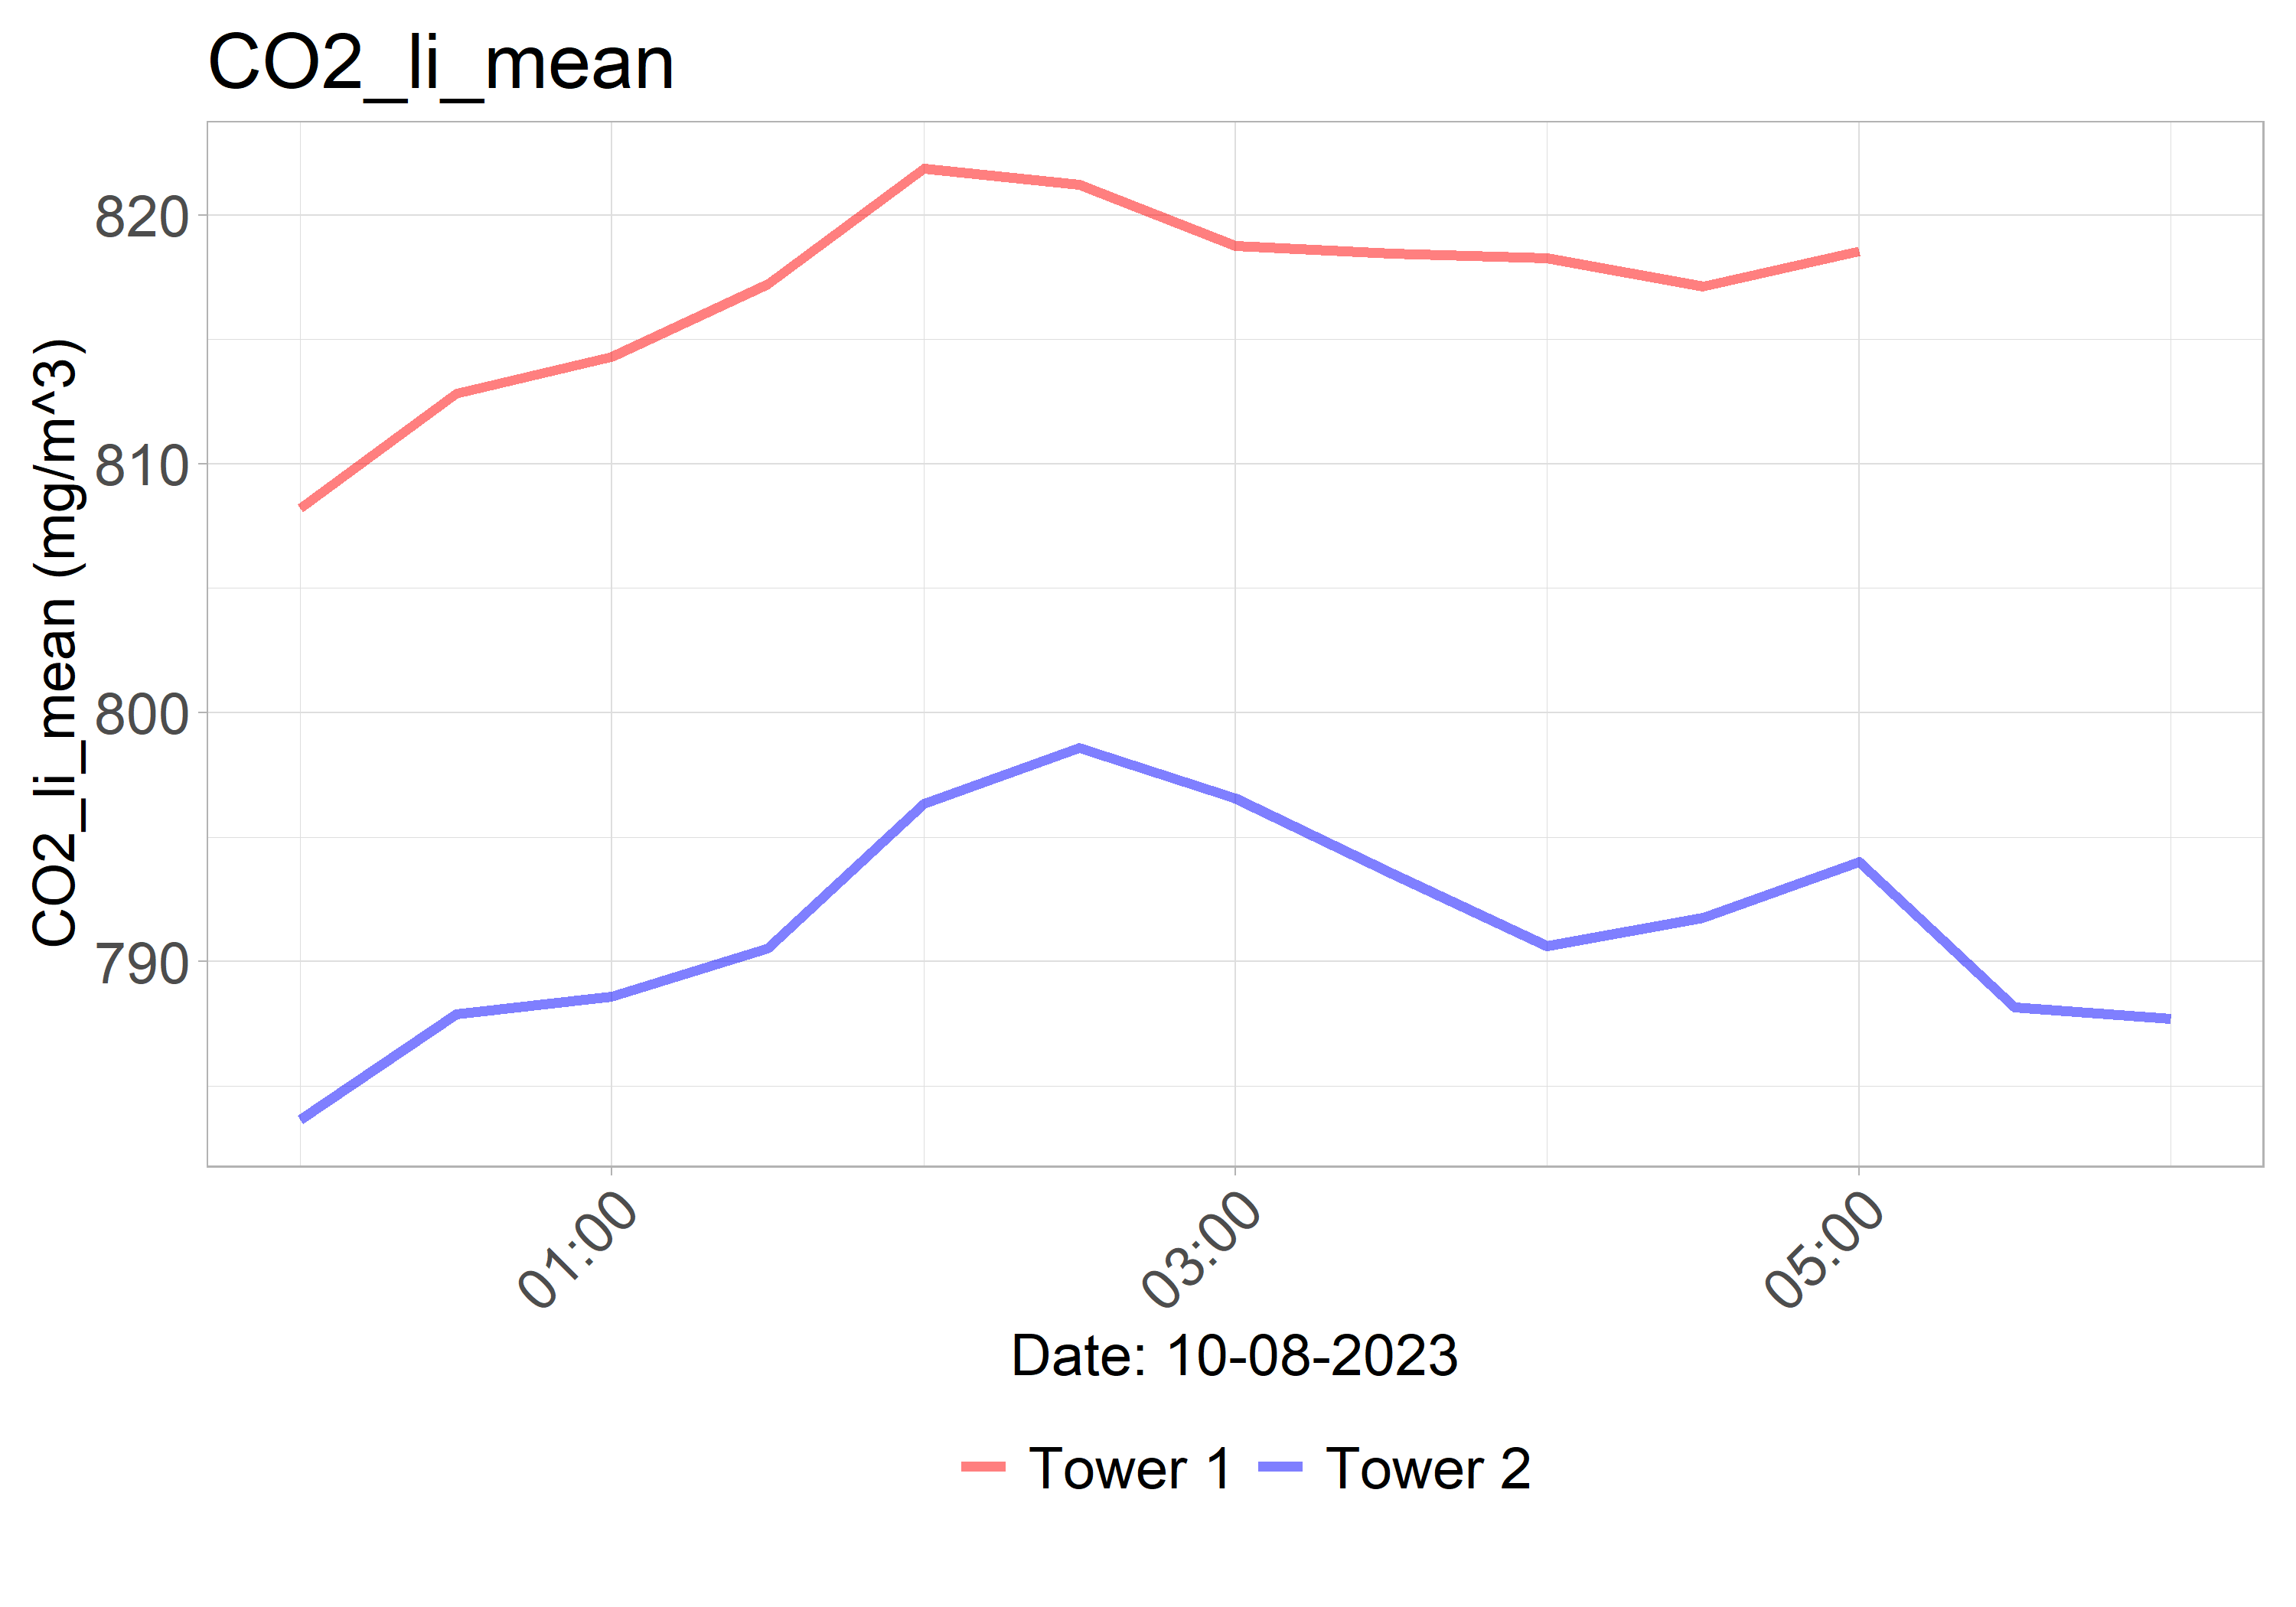 CO2_li_mean
CO2_li_mean (mg/m^3)
820
810
800
790
01:00
03:00
05:00
Date: 10-08-2023
Tower 1
Tower 2